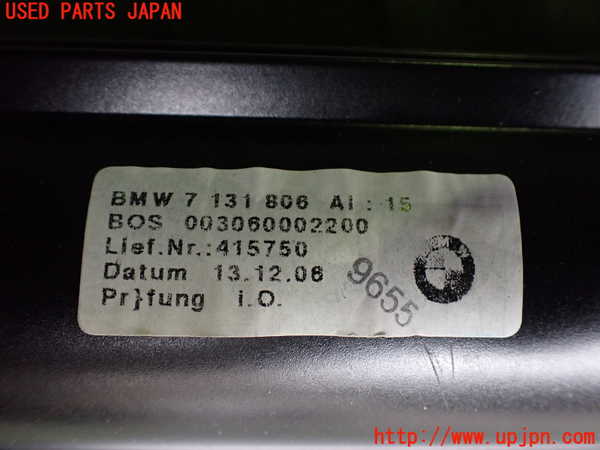 USED PARTS JAPAN
BMW 7 131 806 AI : 15
BOS 003060002200
Lief.Nr.:415750
Datum 13.12.06
Pr}fung i.O.
9655
http://www.upjpn.com/